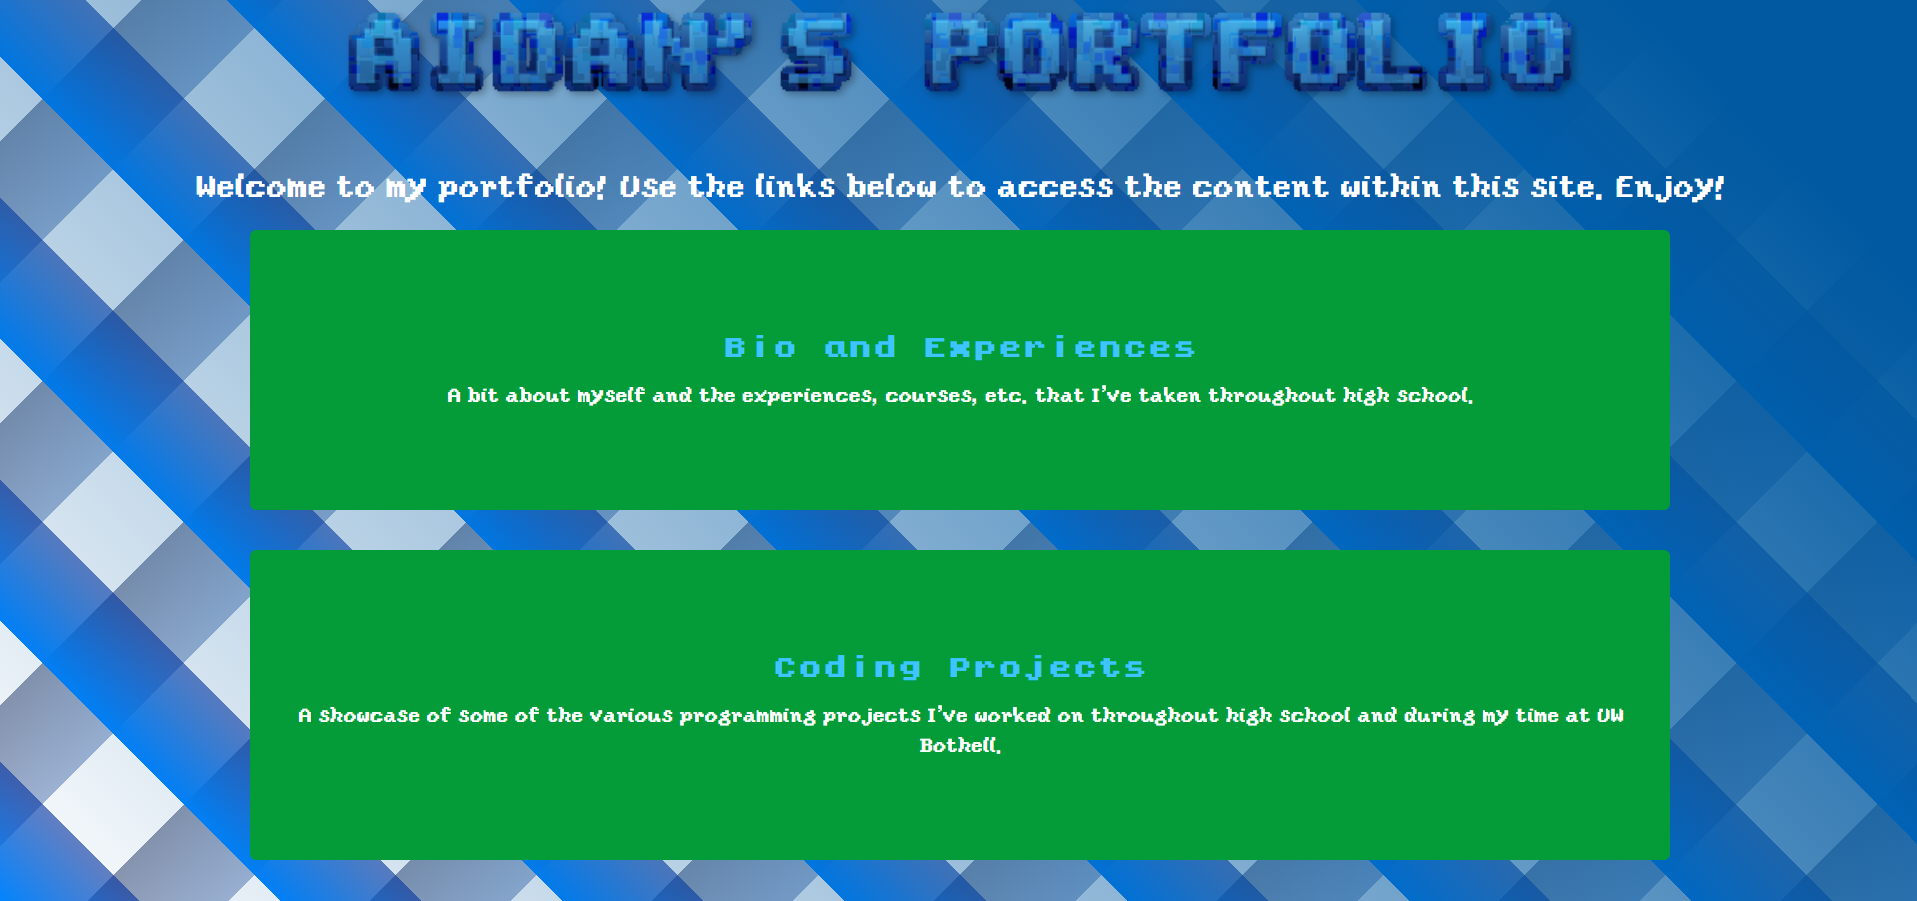 AIDAN'S PORTFOLIO
Welcome to my portfolio! Use the links below to access the content within this site. Enjoy!
Bio and Experiences
A bit about myself and the experiences, courses, etc. that I've taken throughout high school.
Coding Projects
A showcase of some of the various programming projects I've worked on throughout high school and during my time at UW
Bothell.